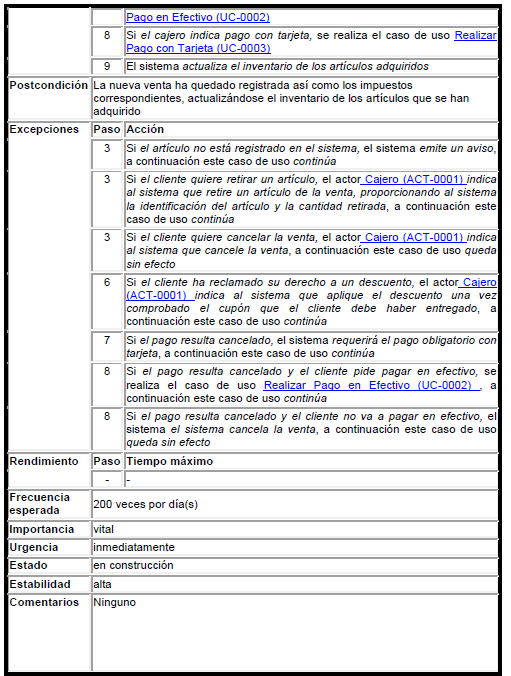 Pago en Efectivo (UC-0002)
8 Si el cajero indica pago con tarjeta, se realiza el caso de uso Realizar
Pago con Tarjeta (UC-0003)
9 El sistema actualiza el inventario de los artículos adquiridos
Postcondición La nueva venta ha quedado registrada así como los impuestos
correspondientes, actualizándose el inventario de los artículos que se han
adquirido
Excepciones Paso Acción
3 Si el artículo no está registrado en el sistema, el sistema emite un aviso,
a continuación este caso de uso continúa
3 Si el cliente quiere retirar un artículo, el actor Cajero (ACT-0001) indica
al sistema que retire un artículo de la venta, proporcionando al sistema
la identificación del artículo y la cantidad retirada, a continuación este
caso de uso continúa
3 Si el cliente quiere cancelar la venta, el actor Cajero (ACT-0001) indica
al sistema que cancele la venta, a continuación este caso de uso queda
sin efecto
6 Si el cliente ha reclamado su derecho a un descuento, el actor Cajero
(ACT-0001) indica al sistema que aplique el descuento una vez
comprobado el cupón que el cliente debe haber entregado, a
continuación este caso de uso continúa
7 Si el pago resulta cancelado, el sistema requerirá el pago obligatorio con
tarjeta, a continuación este caso de uso continúa
8 Si el pago resulta cancelado y el cliente pide pagar en efectivo, se
realiza el caso de uso Realizar Pago en Efectivo (UC-0002) , a
continuación este caso de uso continúa
8 Si el pago resulta cancelado y el cliente no va a pagar en efectivo, el
sistema el sistema cancela la venta, a continuación este caso de uso
queda sin efecto
Rendimiento Paso Tiempo máximo
- -
Frecuencia
esperada 200 veces por día(s)
Importancia vital
Urgencia inmediatamente
Estado en construcción
Estabilidad alta
Comentarios Ninguno